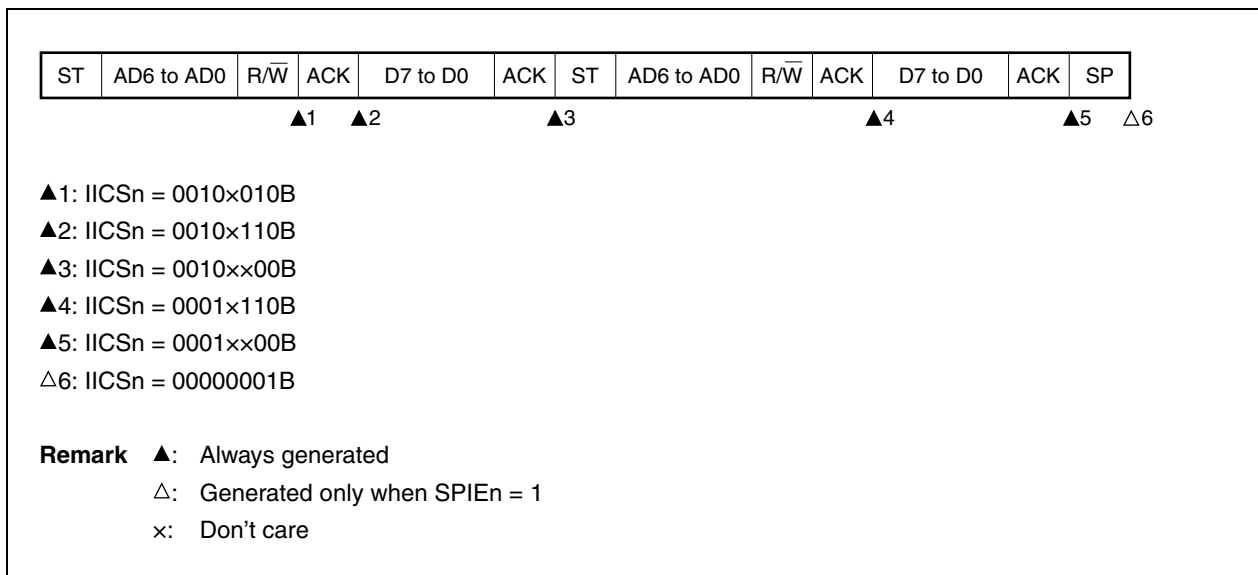 ST AD6 to AD0 R/W̅ ACK D7 to D0 ACK ST AD6 to AD0 R/W̅ ACK D7 to D0 ACK SP
▲1 ▲2 ▲3 ▲4 ▲5 △6
▲1: IICSn = 0010×010B
▲2: IICSn = 0010×110B
▲3: IICSn = 0010××00B
▲4: IICSn = 0001×110B
▲5: IICSn = 0001××00B
△6: IICSn = 00000001B
Remark ▲: Always generated
△: Generated only when SPIEn = 1
×: Don't care